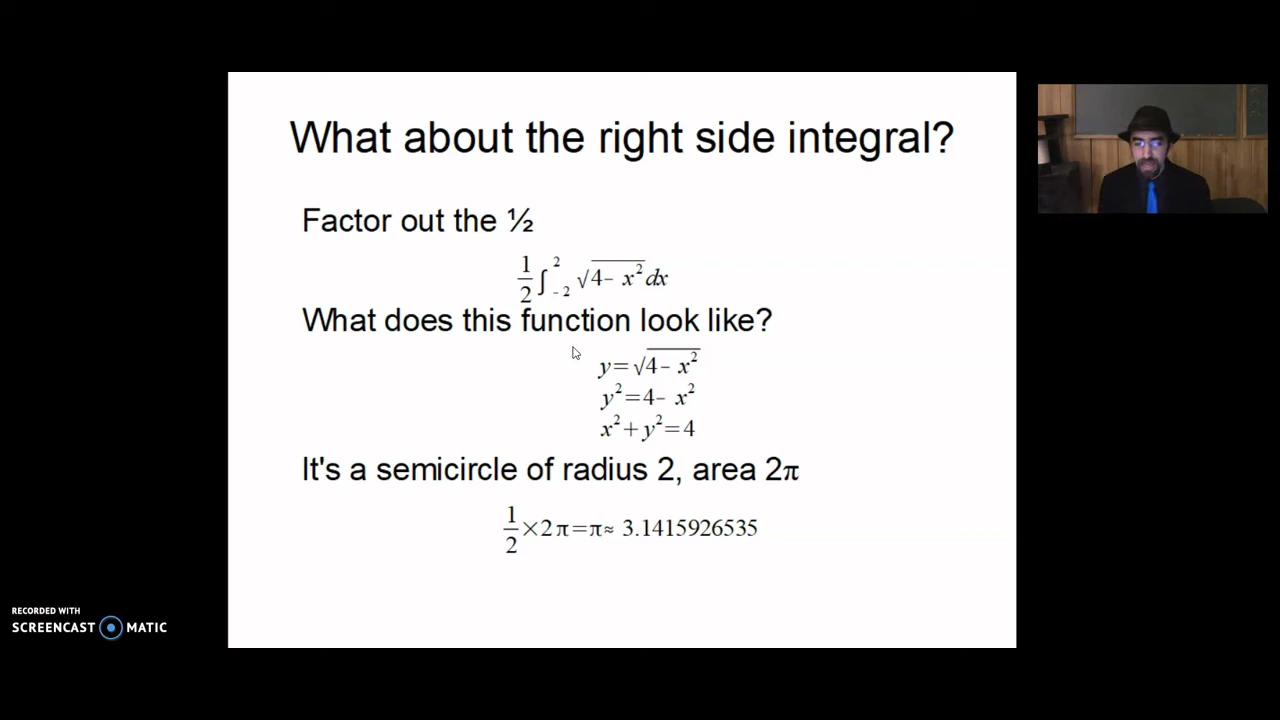 What about the right side integral?
Factor out the ½
1/2 ∫_{-2}^{2} √(4- x²) dx
What does this function look like?
y=√(4- x²)
y²=4- x²
x²+y²=4
It's a semicircle of radius 2, area 2π
1/2 ×2π=π≈ 3.1415926535
RECORDED WITH
SCREENCAST MATIC